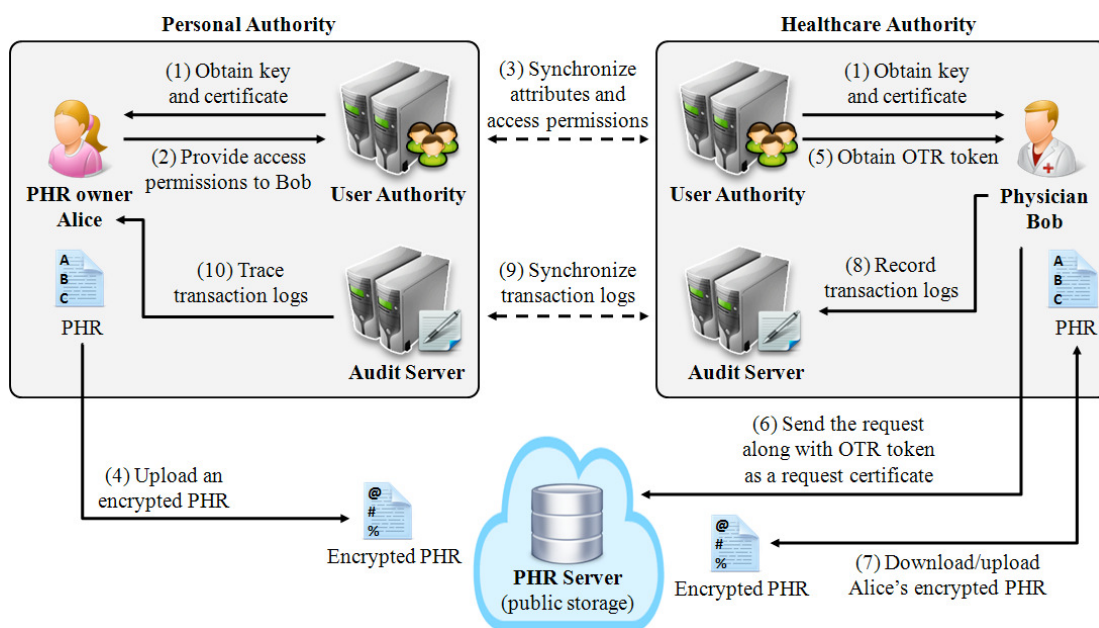 Personal Authority
Healthcare Authority
(1) Obtain key
and certificate
(2) Provide access
permissions to Bob
PHR owner
Alice
User Authority
(3) Synchronize
attributes and
access permissions
User Authority
(1) Obtain key
and certificate
(5) Obtain OTR token
Physician
Bob
A
B
C
PHR
(10) Trace
transaction logs
Audit Server
(9) Synchronize
transaction logs
Audit Server
(8) Record
transaction logs
A
B
C
PHR
(4) Upload an
encrypted PHR
@
#
%
Encrypted PHR
PHR Server
(public storage)
(6) Send the request
along with OTR token
as a request certificate
@
#
%
Encrypted PHR
(7) Download/upload
Alice’s encrypted PHR